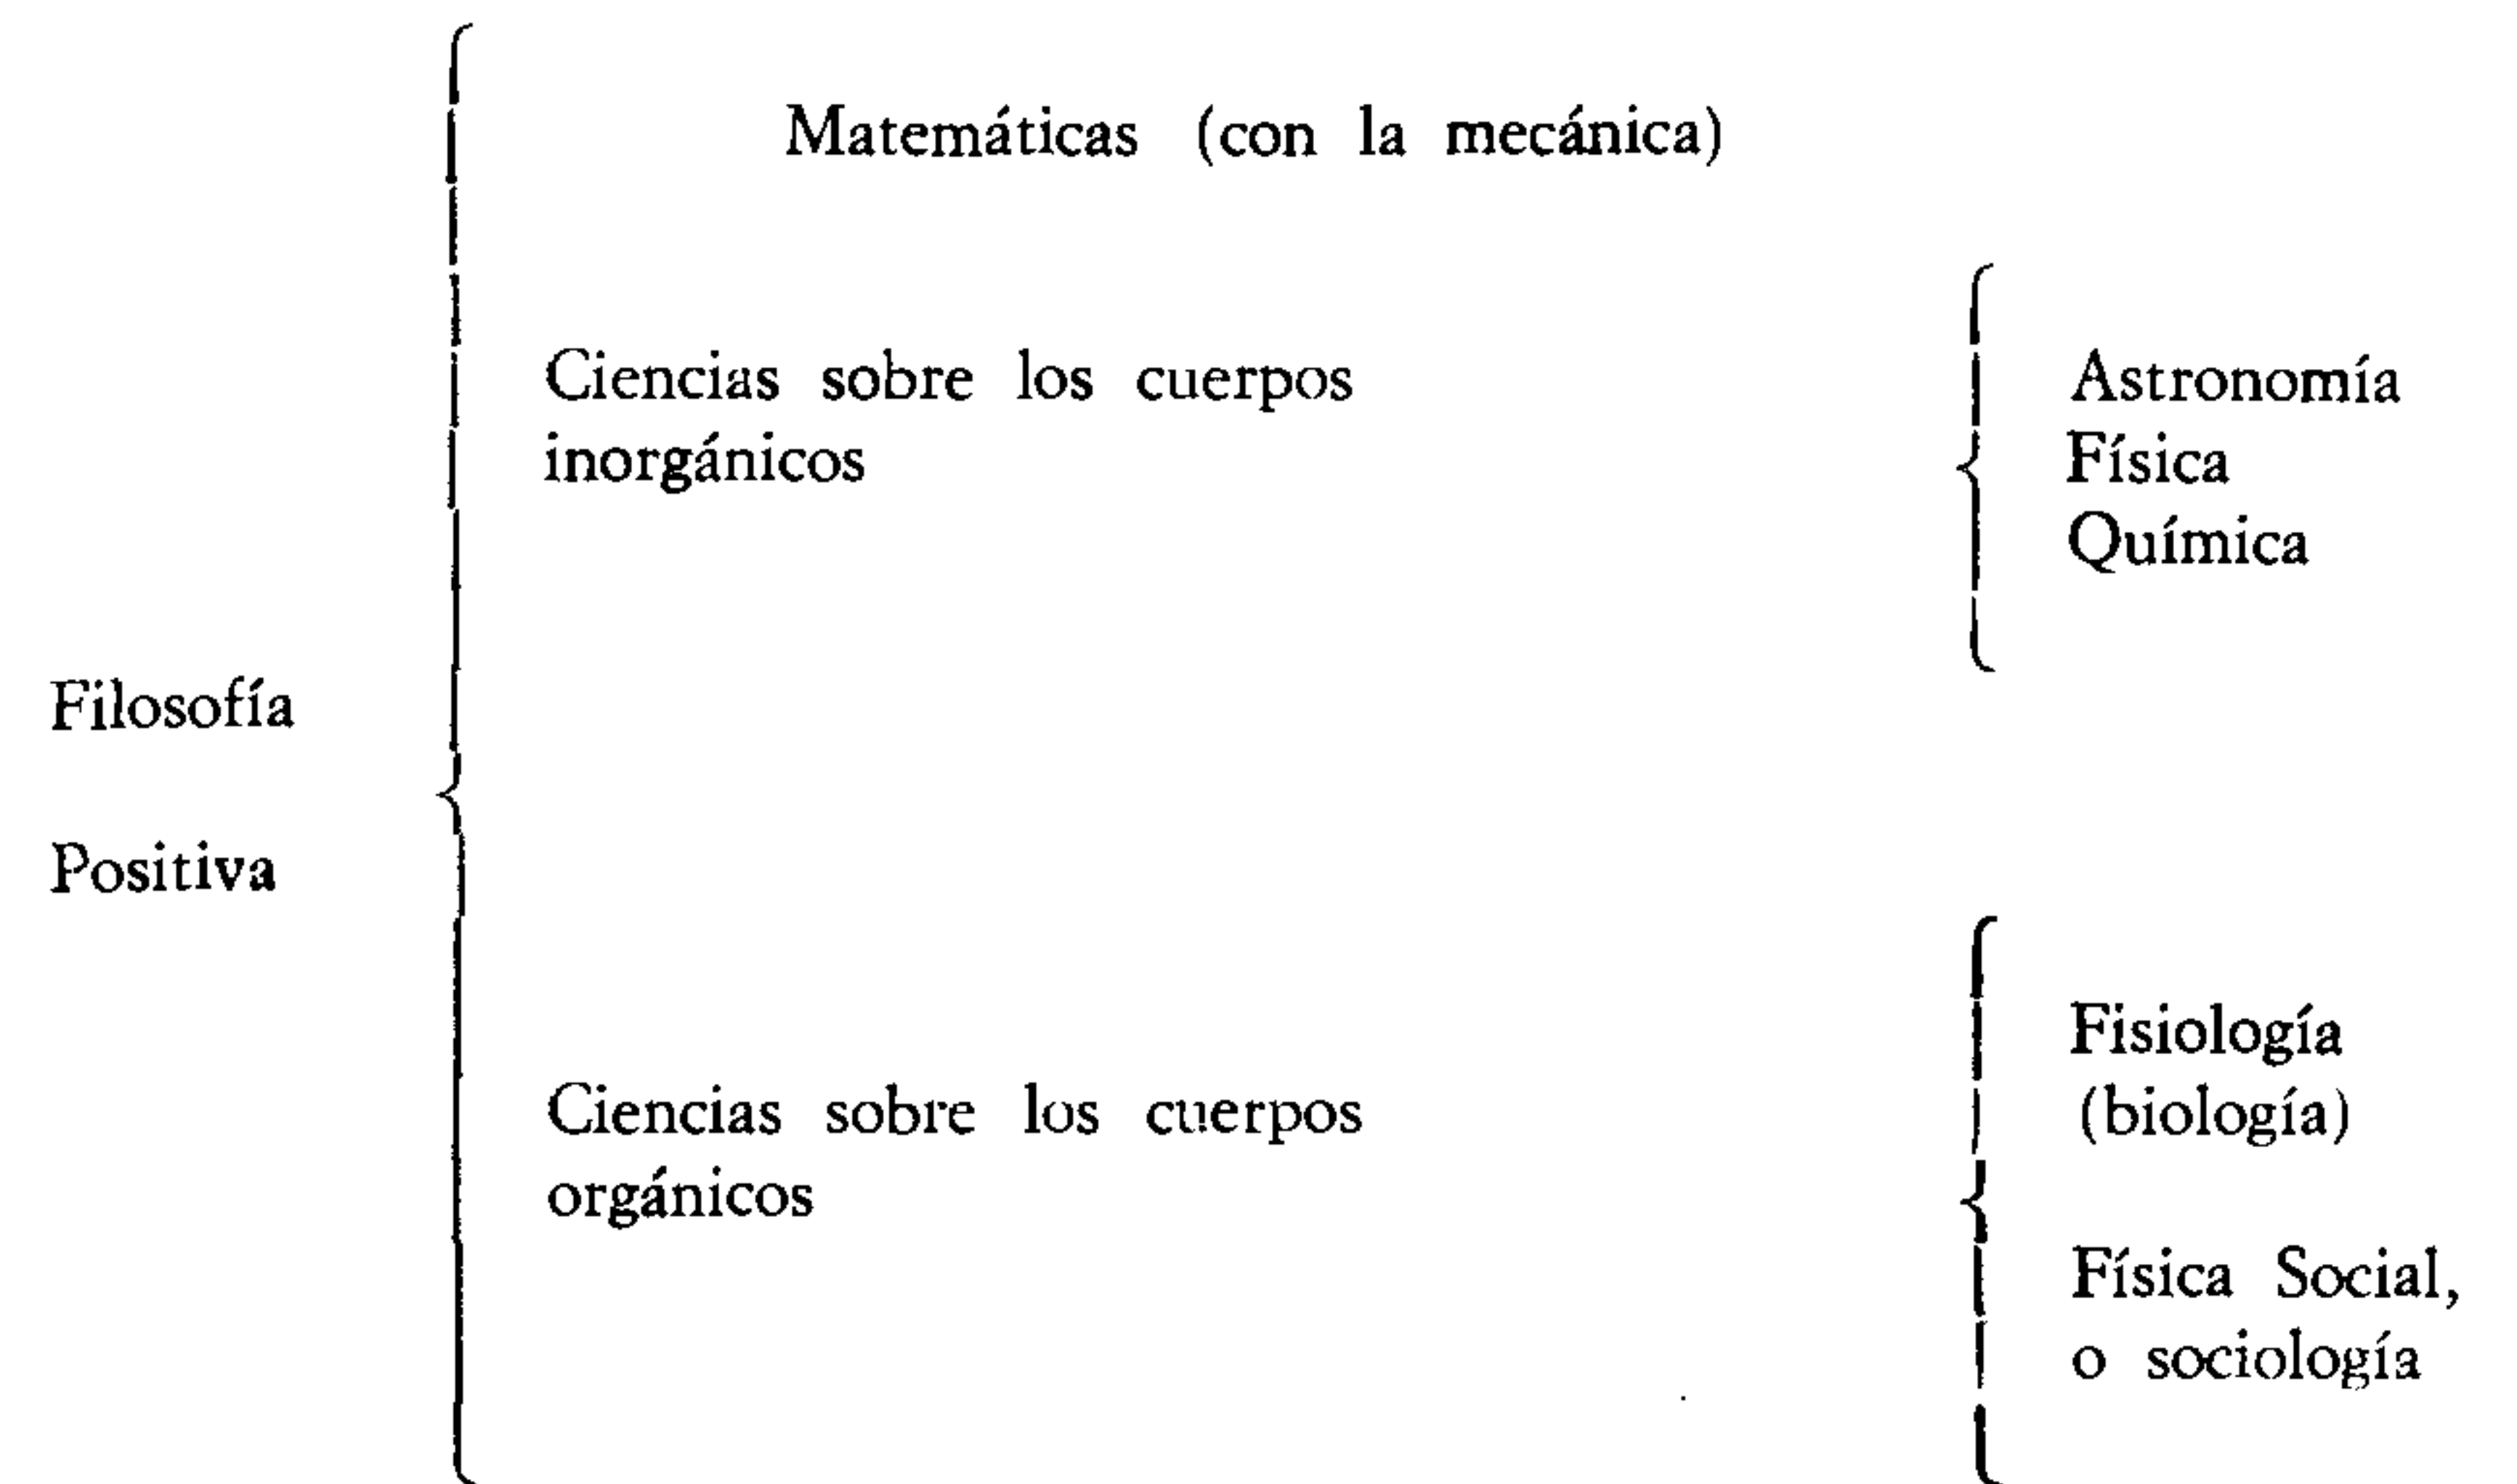 Matemáticas (con la mecánica)
Ciencias sobre los cuerpos
inorgánicos
Astronomía
Física
Química
Filosofía
Positiva
Ciencias sobre los cuerpos
orgánicos
Fisiología
(biología)
Física Social,
o sociología